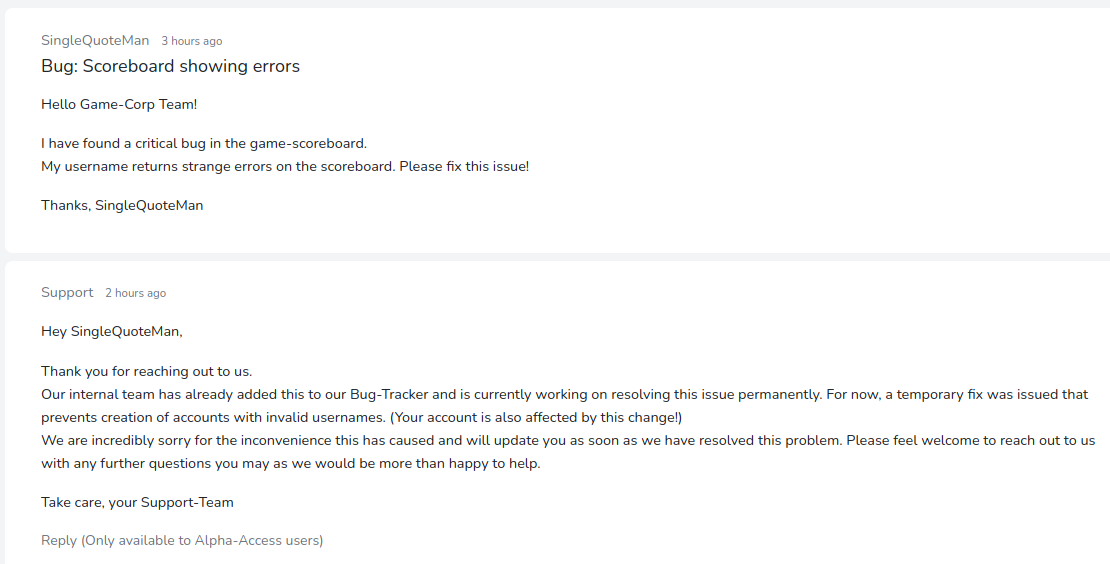 SingleQuoteMan 3 hours ago
Bug: Scoreboard showing errors
Hello Game-Corp Team!
I have found a critical bug in the game-scoreboard.
My username returns strange errors on the scoreboard. Please fix this issue!
Thanks, SingleQuoteMan
Support 2 hours ago
Hey SingleQuoteMan,
Thank you for reaching out to us.
Our internal team has already added this to our Bug-Tracker and is currently working on resolving this issue permanently. For now, a temporary fix was issued that
prevents creation of accounts with invalid usernames. (Your account is also affected by this change!)
We are incredibly sorry for the inconvenience this has caused and will update you as soon as we have resolved this problem. Please feel welcome to reach out to us
with any further questions you may as we would be more than happy to help.
Take care, your Support-Team
Reply (Only available to Alpha-Access users)